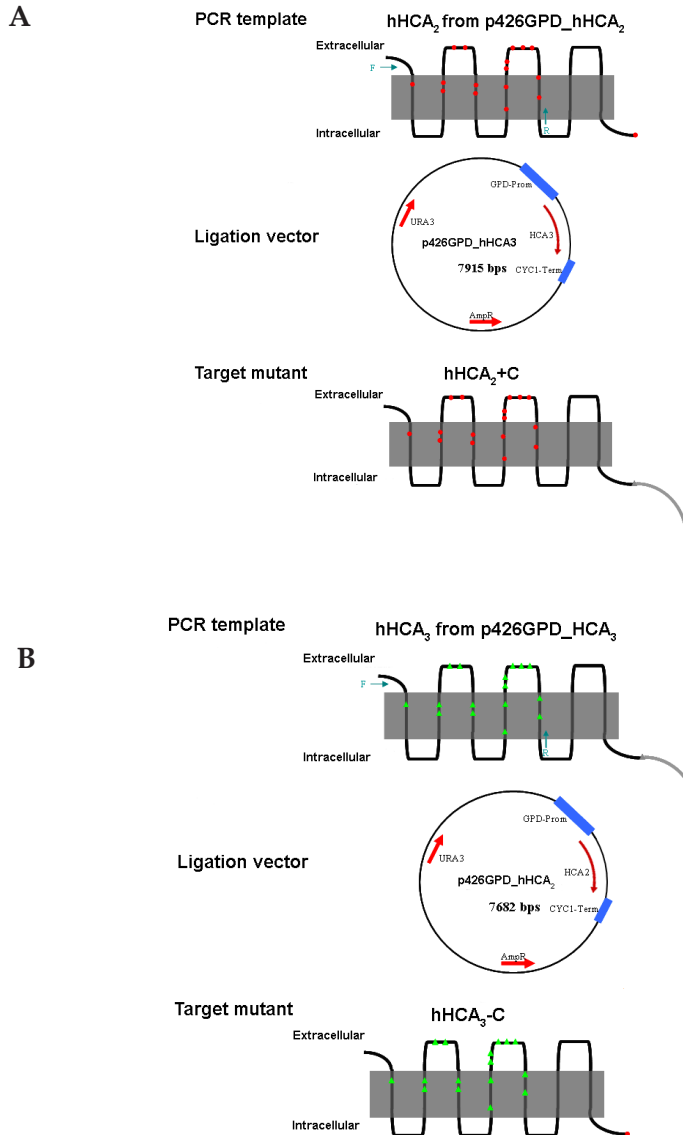 A
PCR template
hHCA₂ from p426GPD_hHCA₂
Extracellular
F
R
Intracellular
GPD-Prom
URA3
HCA3
Ligation vector
p426GPD_hHCA3
7915 bps
CYC1-Term
AmpR
Target mutant
hHCA₂+C
Extracellular
Intracellular
B
PCR template
hHCA₃ from p426GPD_HCA₃
Extracellular
F
R
Intracellular
GPD-Prom
URA3
HCA2
Ligation vector
p426GPD_hHCA₂
7682 bps
CYC1-Term
AmpR
Target mutant
hHCA₃-C
Extracellular
Intracellular